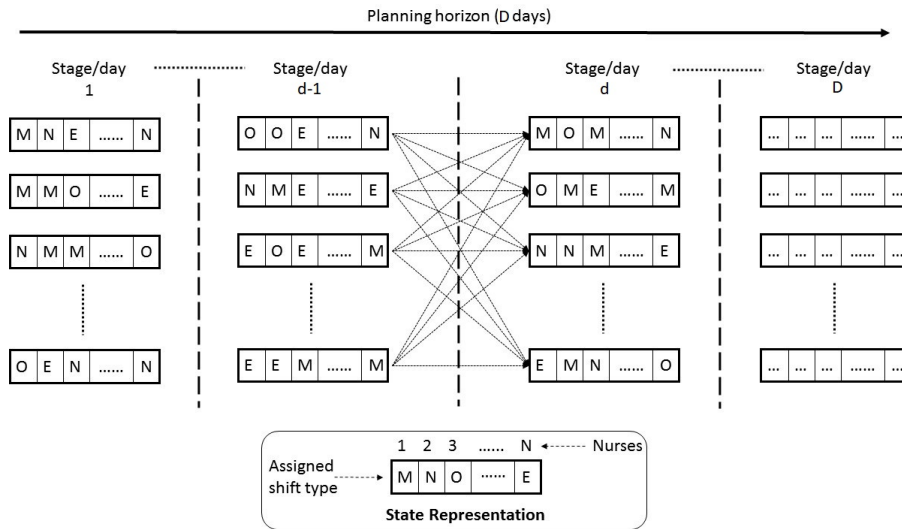 Planning horizon (D days)
Stage/day 1 Stage/day d-1 Stage/day d Stage/day D
M N E ...... N O O E ...... N M O M ...... N ... ... ... ...... ...
M M O ...... E N M E ...... E O M E ...... M ... ... ... ...... ...
N M M ...... O E O E ...... M N N M ...... E ... ... ... ...... ...
O E N ...... N E E M ...... M E M N ...... O ... ... ... ...... ...
1 2 3 ...... N Nurses
Assigned shift type M N O ...... E
State Representation